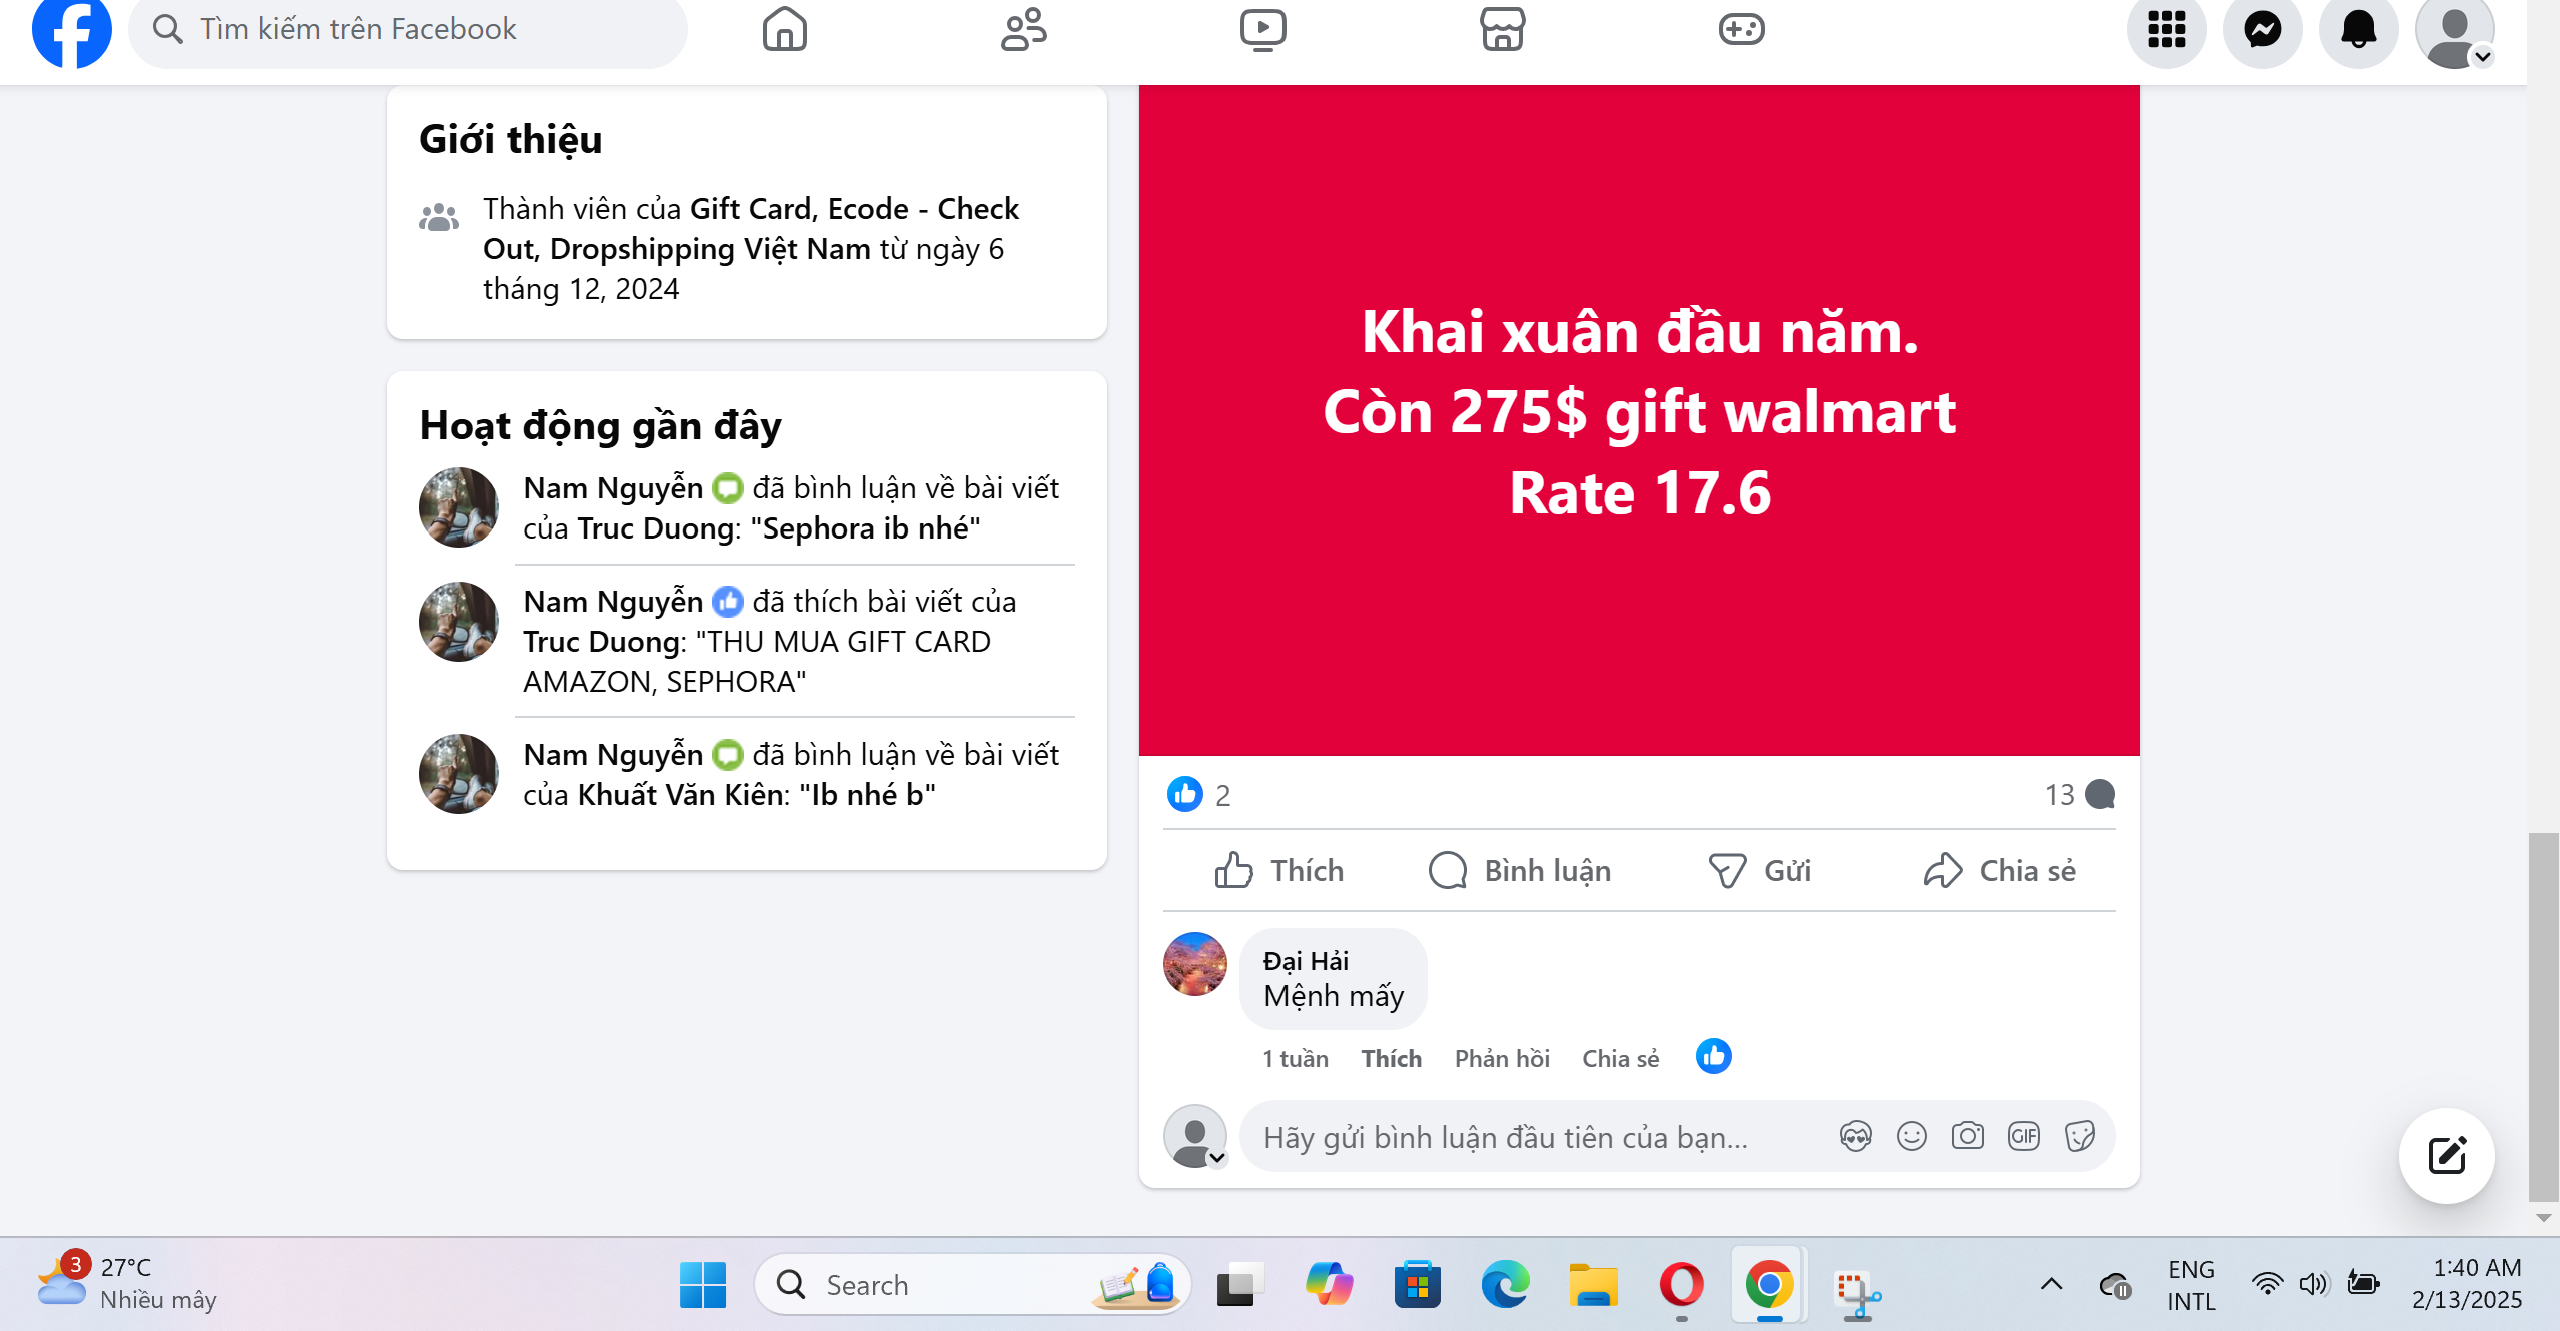 Tìm kiếm trên Facebook
Giới thiệu
Thành viên của Gift Card, Ecode - Check
Out, Dropshipping Việt Nam từ ngày 6
tháng 12, 2024
Hoạt động gần đây
Nam Nguyễn đã bình luận về bài viết
của Truc Duong: "Sephora ib nhé"
Nam Nguyễn đã thích bài viết của
Truc Duong: "THU MUA GIFT CARD
AMAZON, SEPHORA"
Nam Nguyễn đã bình luận về bài viết
của Khuất Văn Kiên: "Ib nhé b"
Khai xuân đầu năm.
Còn 275$ gift walmart
Rate 17.6
2
13
Thích
Bình luận
Gửi
Chia sẻ
Đại Hải
Mệnh mấy
1 tuần Thích Phản hồi Chia sẻ
Hãy gửi bình luận đầu tiên của bạn...
GIF
3
27°C
Nhiều mây
Search
ENG
INTL
1:40 AM
2/13/2025